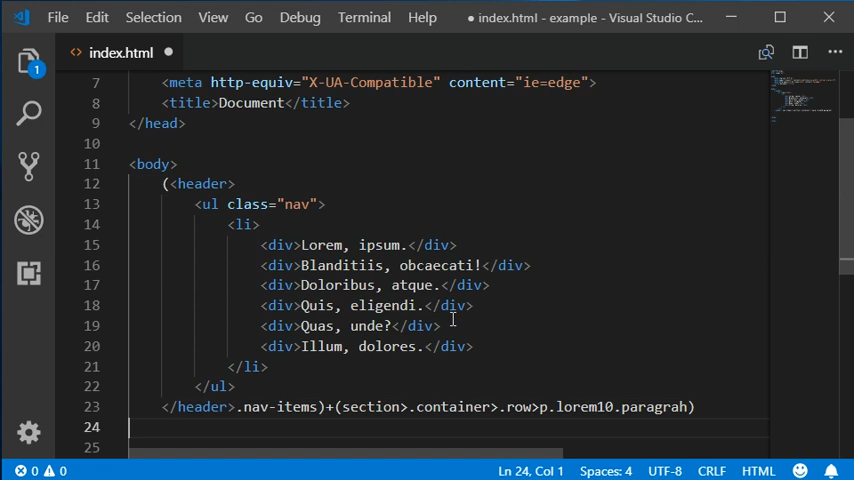 File Edit Selection View Go Debug Terminal Help ● index.html - example - Visual Studio C...
<> index.html ●
1
7 <meta http-equiv="X-UA-Compatible" content="ie=edge">
8 <title>Document</title>
9 </head>
10
11 <body>
12 (<header>
13 <ul class="nav">
14 <li>
15 <div>Lorem, ipsum.</div>
16 <div>Blanditiis, obcaecati!</div>
17 <div>Doloribus, atque.</div>
18 <div>Quis, eligendi.</div>
19 <div>Quas, unde?</div>
20 <div>Illum, dolores.</div>
21 </li>
22 </ul>
23 </header>.nav-items)+(section>.container>.row>p.lorem10.paragrah)
24
25
0 0 Ln 24, Col 1 Spaces: 4 UTF-8 CRLF HTML